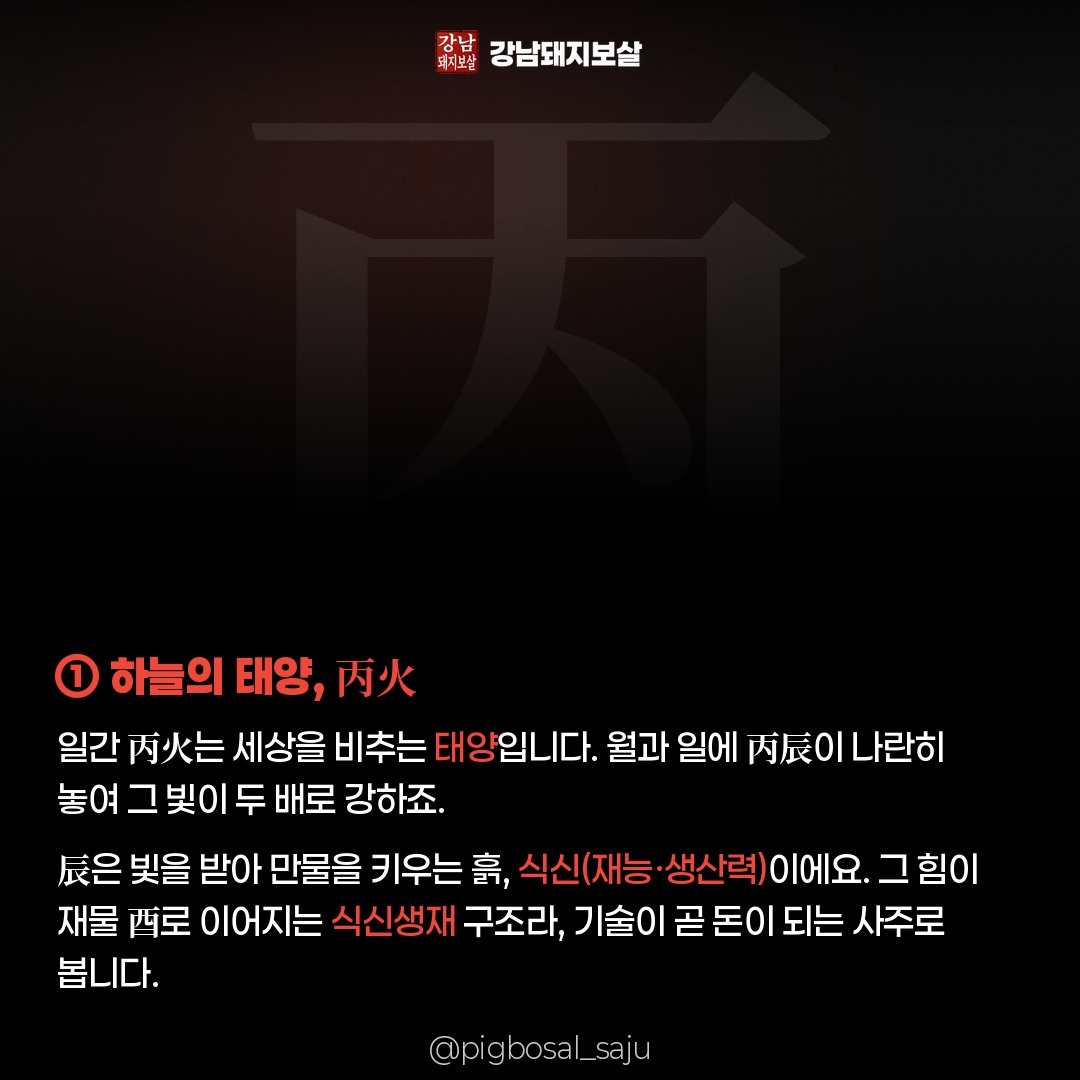 강남
돼지보살
강남돼지보살
丙
① 하늘의 태양, 丙火
일간 丙火는 세상을 비추는 태양입니다. 월과 일에 丙辰이 나란히
놓여 그 빛이 두 배로 강하죠.
辰은 빛을 받아 만물을 키우는 흙, 식신(재능·생산력)이에요. 그 힘이
재물 酉로 이어지는 식신생재 구조라, 기술이 곧 돈이 되는 사주로
봅니다.
@pigbosal_saju